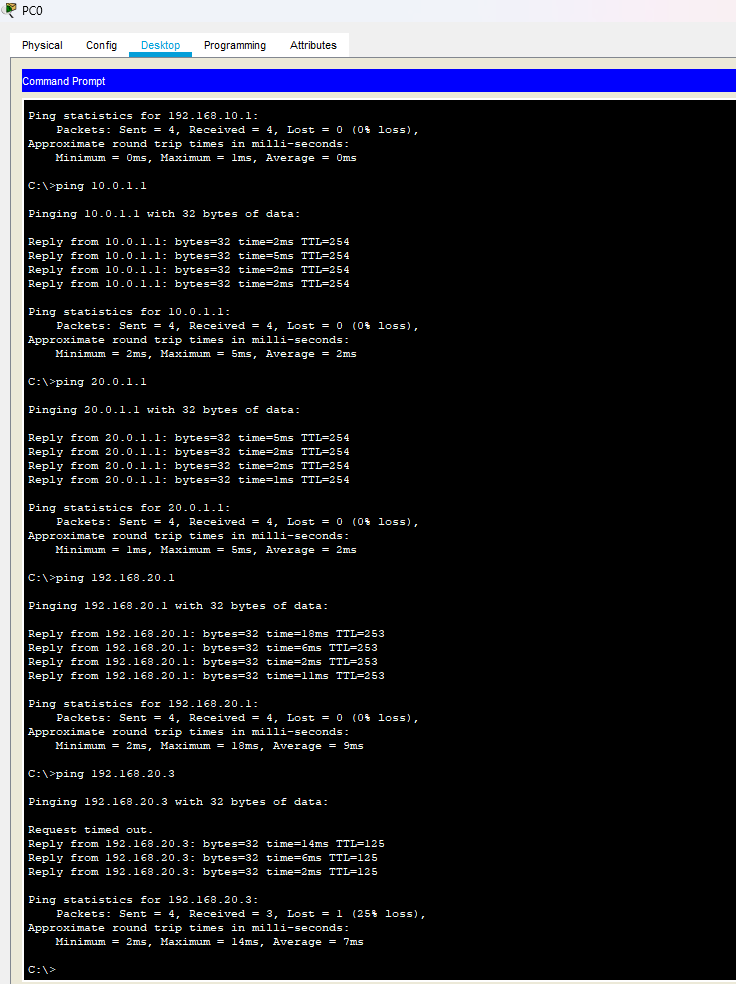 PC0
Physical Config Desktop Programming Attributes
Command Prompt
Ping statistics for 192.168.10.1:
    Packets: Sent = 4, Received = 4, Lost = 0 (0% loss),
Approximate round trip times in milli-seconds:
    Minimum = 0ms, Maximum = 1ms, Average = 0ms
C:\>ping 10.0.1.1
Pinging 10.0.1.1 with 32 bytes of data:
Reply from 10.0.1.1: bytes=32 time=2ms TTL=254
Reply from 10.0.1.1: bytes=32 time=5ms TTL=254
Reply from 10.0.1.1: bytes=32 time=2ms TTL=254
Reply from 10.0.1.1: bytes=32 time=2ms TTL=254
Ping statistics for 10.0.1.1:
    Packets: Sent = 4, Received = 4, Lost = 0 (0% loss),
Approximate round trip times in milli-seconds:
    Minimum = 2ms, Maximum = 5ms, Average = 2ms
C:\>ping 20.0.1.1
Pinging 20.0.1.1 with 32 bytes of data:
Reply from 20.0.1.1: bytes=32 time=5ms TTL=254
Reply from 20.0.1.1: bytes=32 time=2ms TTL=254
Reply from 20.0.1.1: bytes=32 time=2ms TTL=254
Reply from 20.0.1.1: bytes=32 time=1ms TTL=254
Ping statistics for 20.0.1.1:
    Packets: Sent = 4, Received = 4, Lost = 0 (0% loss),
Approximate round trip times in milli-seconds:
    Minimum = 1ms, Maximum = 5ms, Average = 2ms
C:\>ping 192.168.20.1
Pinging 192.168.20.1 with 32 bytes of data:
Reply from 192.168.20.1: bytes=32 time=18ms TTL=253
Reply from 192.168.20.1: bytes=32 time=6ms TTL=253
Reply from 192.168.20.1: bytes=32 time=2ms TTL=253
Reply from 192.168.20.1: bytes=32 time=11ms TTL=253
Ping statistics for 192.168.20.1:
    Packets: Sent = 4, Received = 4, Lost = 0 (0% loss),
Approximate round trip times in milli-seconds:
    Minimum = 2ms, Maximum = 18ms, Average = 9ms
C:\>ping 192.168.20.3
Pinging 192.168.20.3 with 32 bytes of data:
Request timed out.
Reply from 192.168.20.3: bytes=32 time=14ms TTL=125
Reply from 192.168.20.3: bytes=32 time=6ms TTL=125
Reply from 192.168.20.3: bytes=32 time=2ms TTL=125
Ping statistics for 192.168.20.3:
    Packets: Sent = 4, Received = 3, Lost = 1 (25% loss),
Approximate round trip times in milli-seconds:
    Minimum = 2ms, Maximum = 14ms, Average = 7ms
C:\>